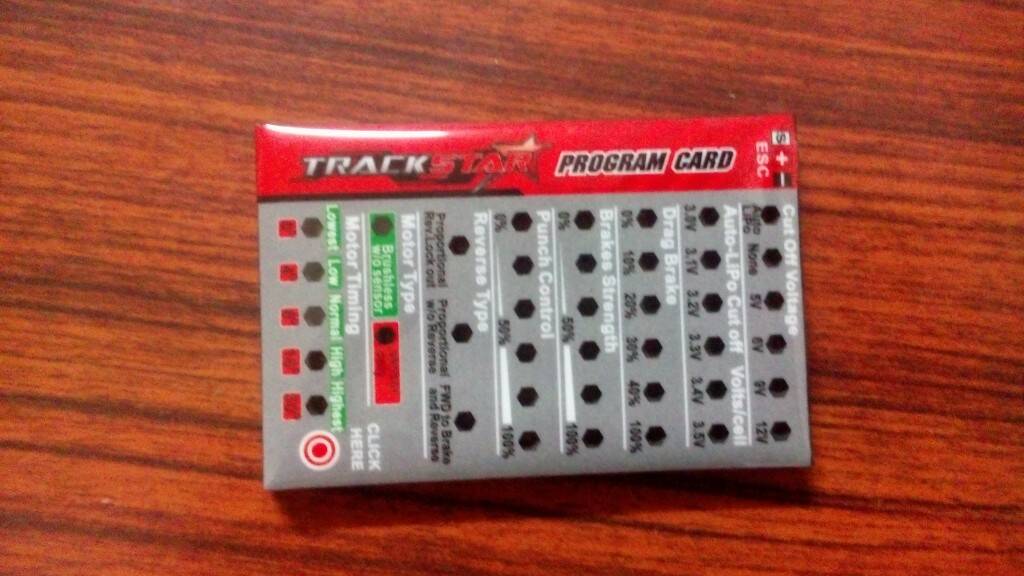 TRACKSTAR PROGRAM CARD
S + -
ESC
Cut Off Voltage
Auto LiPo None 5V 6V 9V 12V
Auto-LiPo Cut off Volts/cell
3.0V 3.1V 3.2V 3.3V 3.4V 3.5V
Drag Brake
0% 10% 20% 30% 40% 100%
Brakes Strength
0% 50% 100%
Punch Control
0% 50% 100%
Reverse Type
Proportional Proportional FWD to Brake
Rev.Lock out w/o Reverse and Reverse
Motor Type
Brushless
w/o sensor
Motor Timing
Lowest Low Normal High Highest
CLICK
HERE